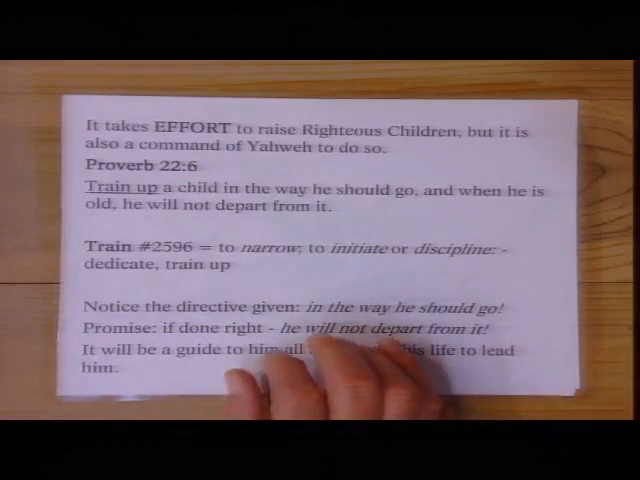 It takes EFFORT to raise Righteous Children, but it is
also a command of Yahweh to do so.
Proverb 22:6
Train up a child in the way he should go, and when he is
old, he will not depart from it.
Train #2596 = to narrow; to initiate or discipline: -
dedicate, train up
Notice the directive given: in the way he should go!
Promise: if done right - he will not depart from it!
It will be a guide to him all his life to lead
him.